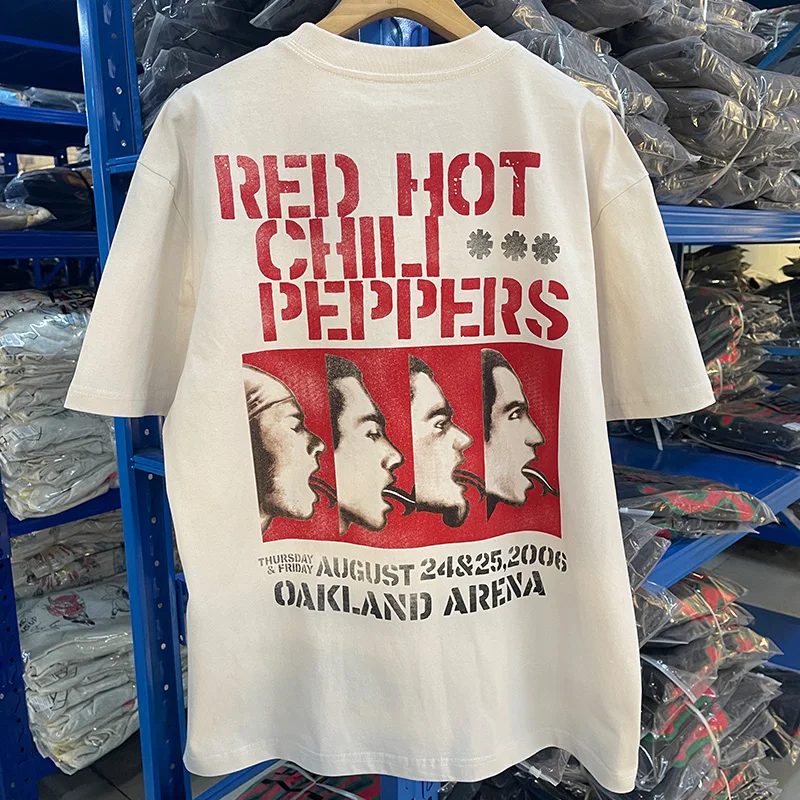 RED HOT
CHILI ***
PEPPERS
THURSDAY
& FRIDAY AUGUST 24&25,2006
OAKLAND ARENA